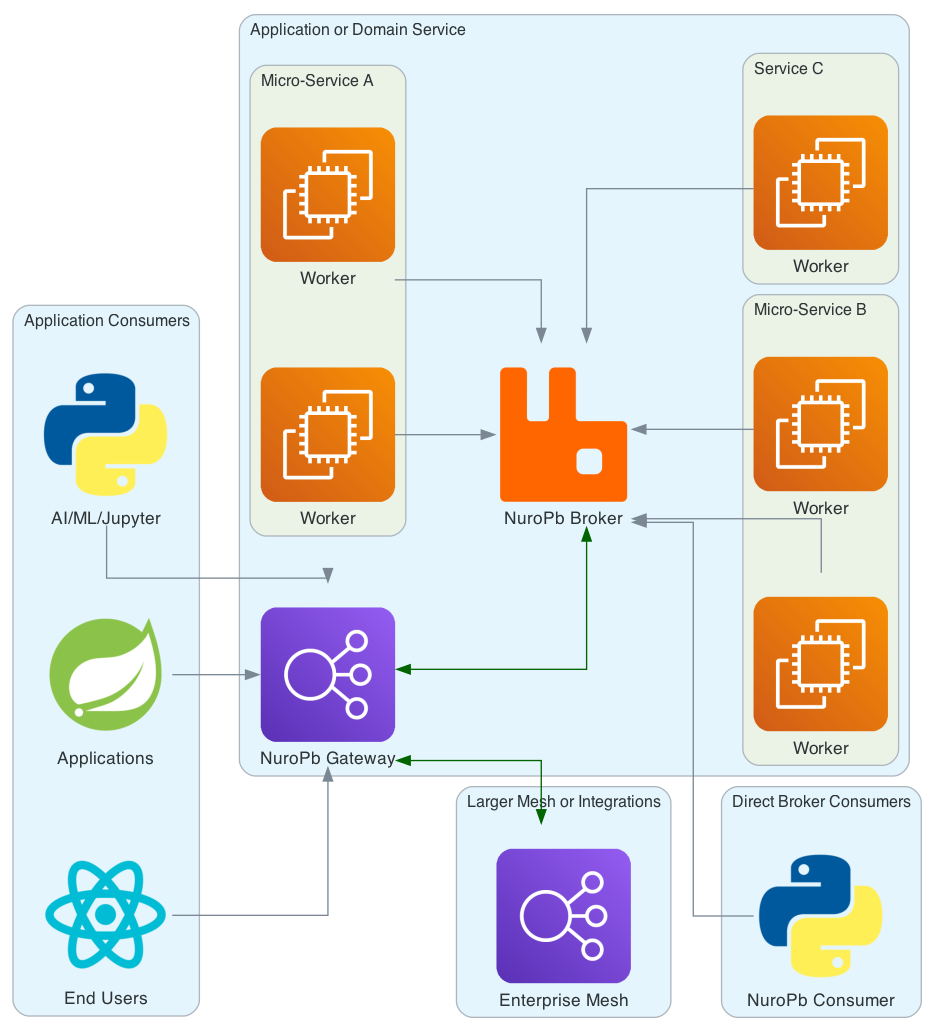 Application or Domain Service
Micro-Service A
Worker
Worker
Service C
Worker
Micro-Service B
Worker
Worker
NuroPb Broker
NuroPb Gateway
Application Consumers
AI/ML/Jupyter
Applications
End Users
Larger Mesh or Integrations
Enterprise Mesh
Direct Broker Consumers
NuroPb Consumer